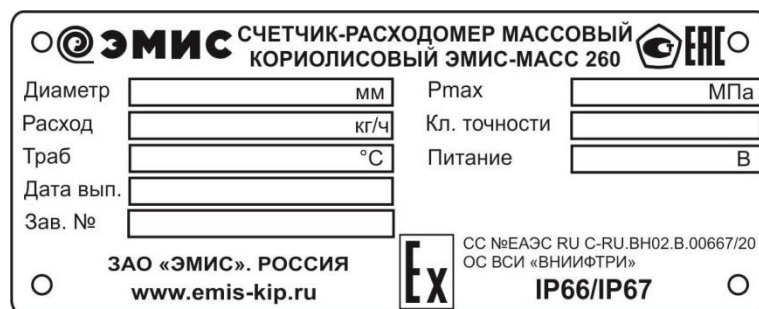 ЭМИС СЧЕТЧИК-РАСХОДОМЕР МАССОВЫЙ
КОРИОЛИСОВЫЙ ЭМИС-МАСС 260 ЕАС
Диаметр мм Pmax МПа
Расход кг/ч Кл. точности
Траб °C Питание В
Дата вып.
Зав. №
ЗАО «ЭМИС». РОССИЯ
www.emis-kip.ru
Ex
СС №ЕАЭС RU С-RU.ВН02.В.00667/20
ОС ВСИ «ВНИИФТРИ»
IP66/IP67